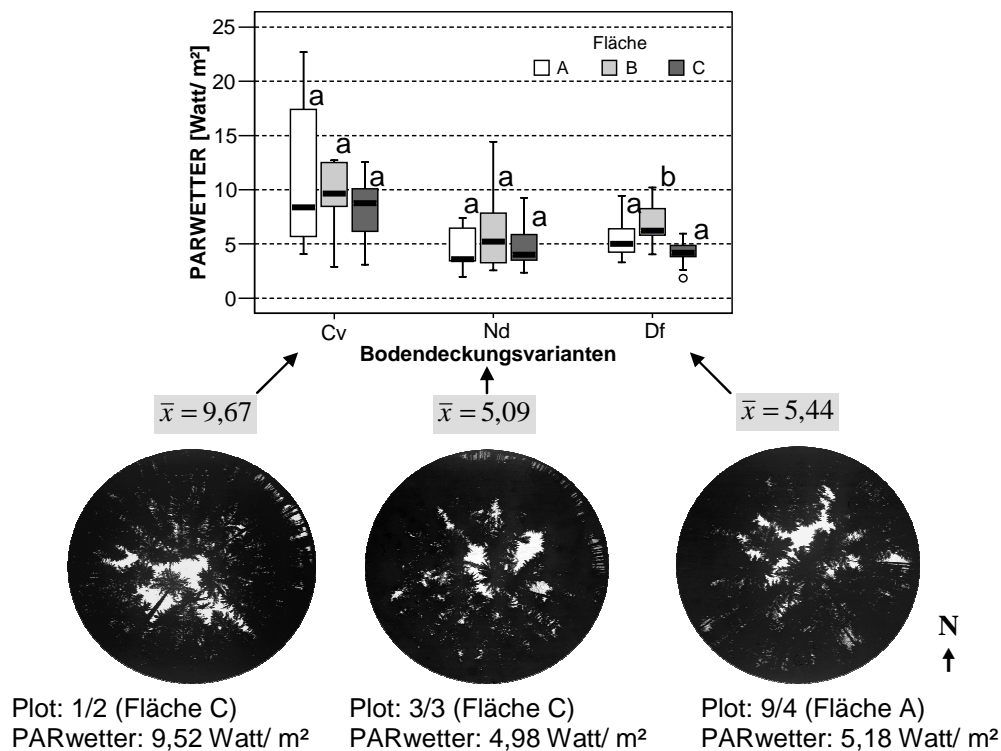 PARWETTER [Watt/ m²]
25
20
15
10
5
0
Fläche
A B C
a a a
a a a
a b a
Cv Nd Df
Bodendeckungsvarianten
x̅ = 9,67 x̅ = 5,09 x̅ = 5,44
N
Plot: 1/2 (Fläche C) Plot: 3/3 (Fläche C) Plot: 9/4 (Fläche A)
PARwetter: 9,52 Watt/ m² PARwetter: 4,98 Watt/ m² PARwetter: 5,18 Watt/ m²